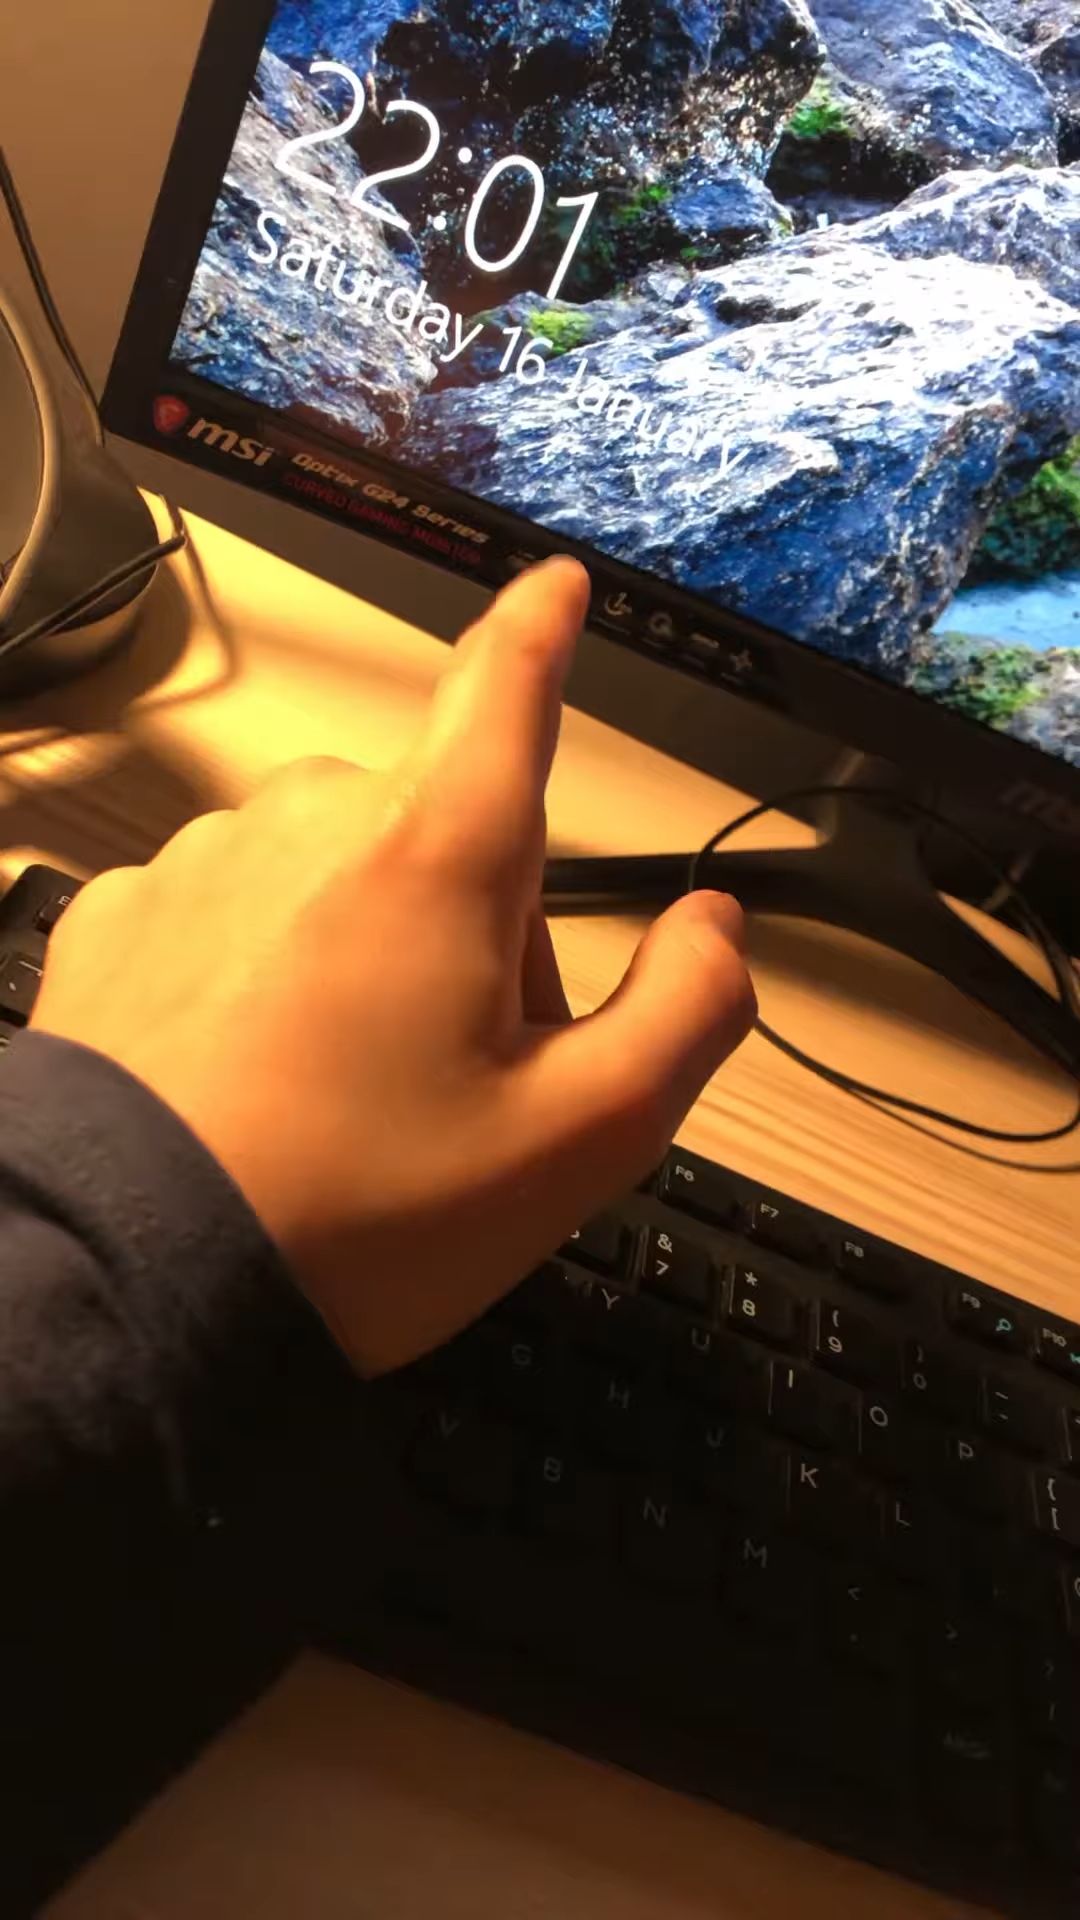 22:01
Saturday 16 January
msi
Optix G24 Series
CURVED GAMING MONITOR
E
F6 F7 F8 F9 F10
& 7 * 8 ( 9 ) 0
Y U I O P { [
G H J K L
V B N M < >